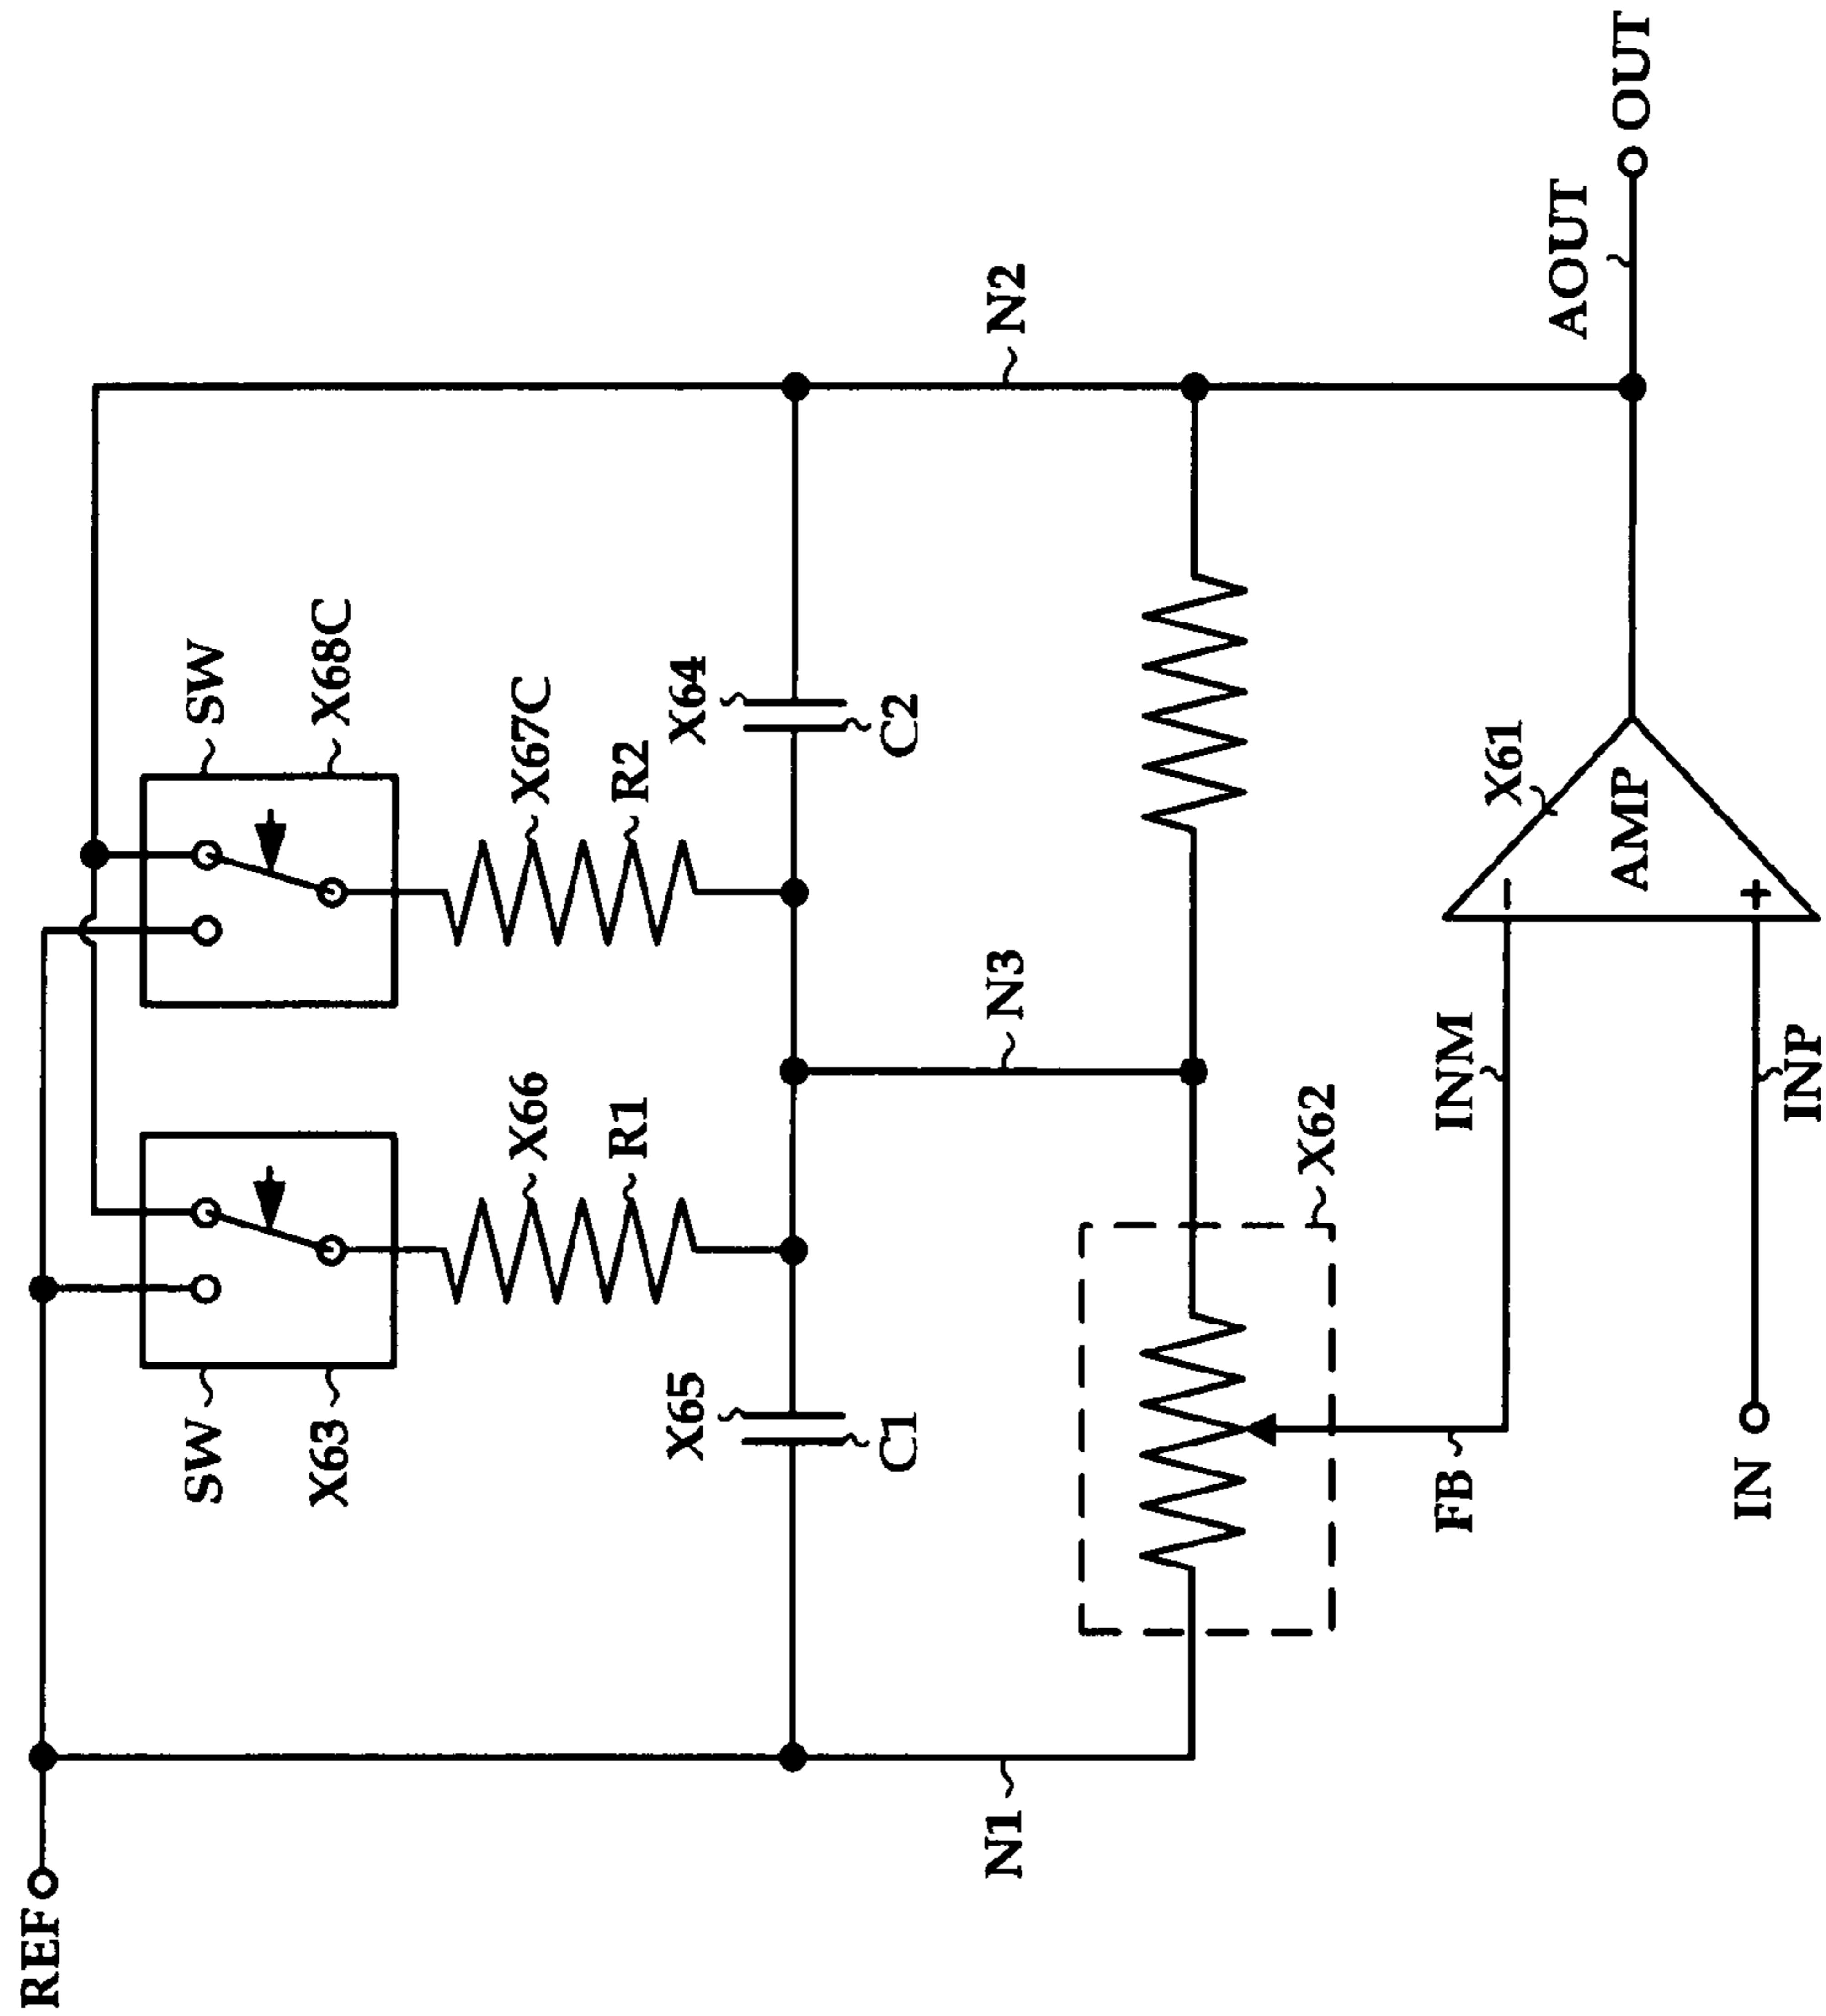 REF
SW
X63
SW
X68C
X66
R1
X67C
R2
X65
C1
X64
C2
N1
N3
N2
X62
FB
INM
X61
AMP
−
+
IN
INP
AOUT
OUT